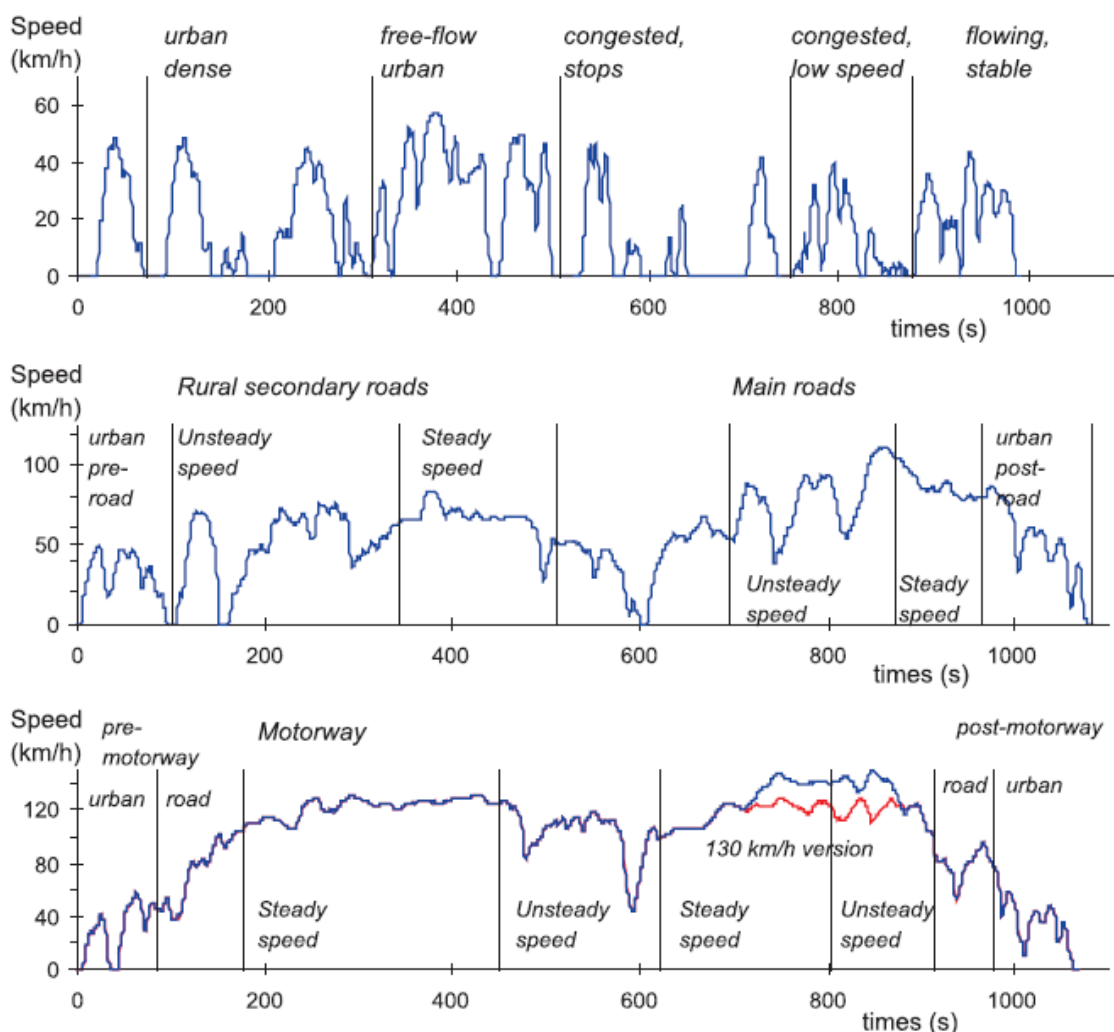 Speed
(km/h)
urban
dense
free-flow
urban
congested,
stops
congested,
low speed
flowing,
stable
60
40
20
0
0 200 400 600 800 1000
times (s)
Speed
(km/h)
Rural secondary roads
Main roads
urban
pre-
road
Unsteady
speed
Steady
speed
urban
post-
road
100
50
0
Unsteady
speed
Steady
speed
0 200 400 600 800 1000
times (s)
Speed
(km/h)
pre-
motorway
Motorway
post-motorway
urban
road
road
urban
120
80
40
0
130 km/h version
Steady
speed
Unsteady
speed
Steady
speed
Unsteady
speed
0 200 400 600 800 1000
times (s)